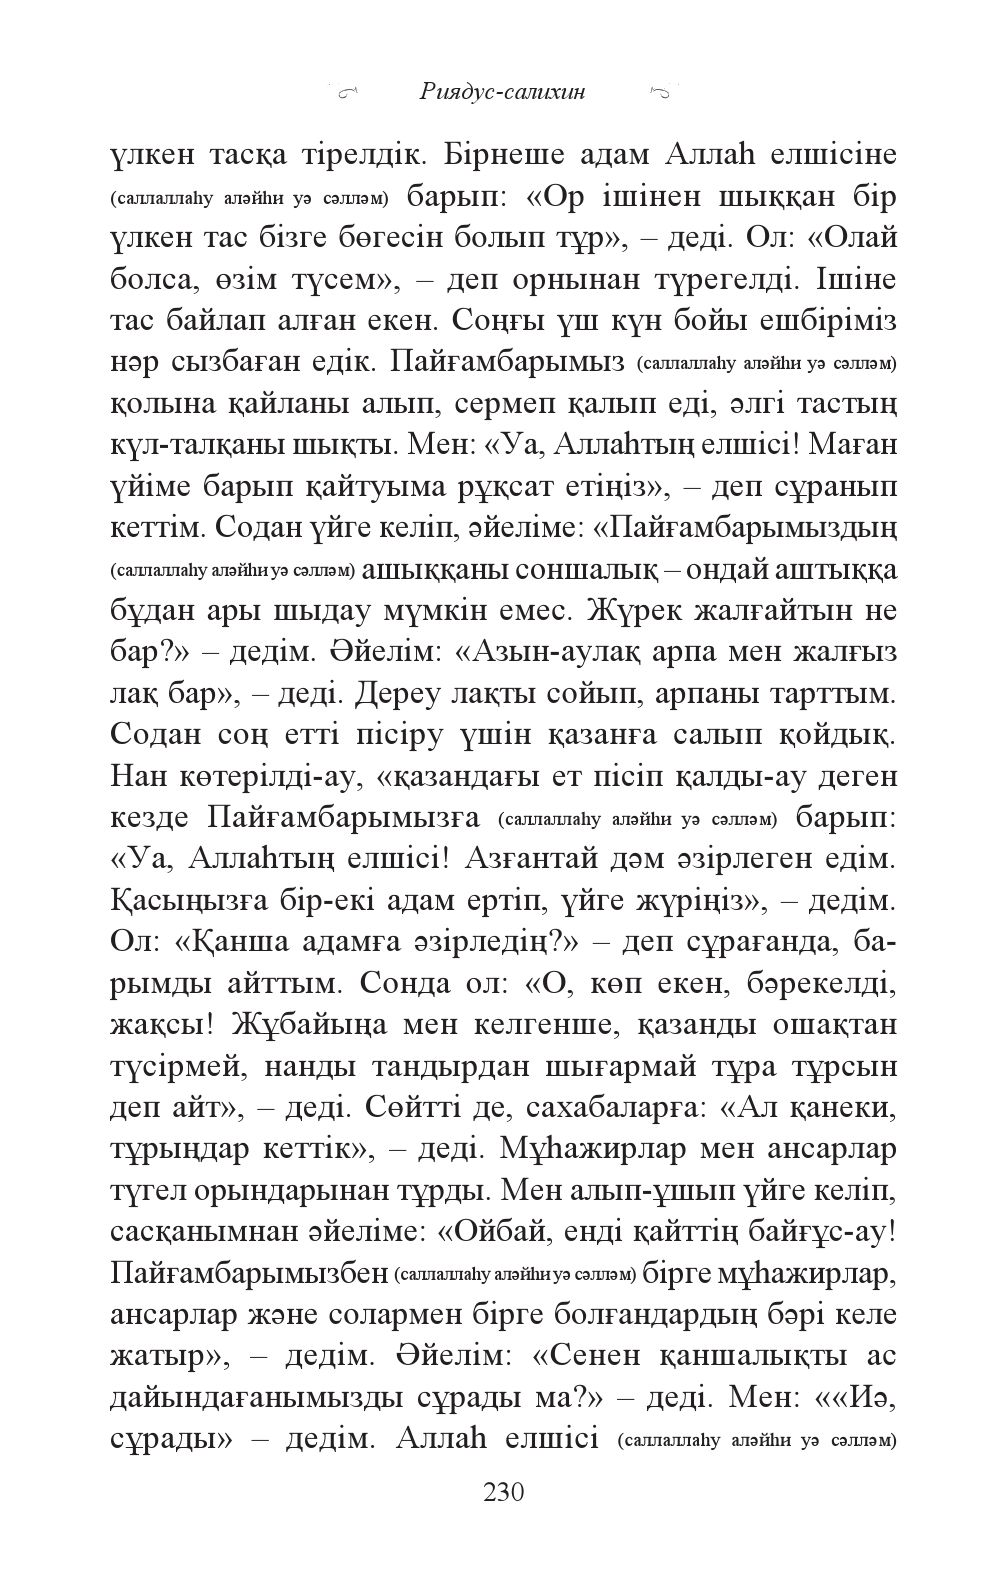 Риядус-салихин
үлкен тасқа тірелдік. Бірнеше адам Аллаһ елшісіне
(саллаллаһу аләйһи уә сәлләм) барып: «Ор ішінен шыққан бір
үлкен тас бізге бөгесін болып тұр», – деді. Ол: «Олай
болса, өзім түсем», – деп орнынан түрегелді. Ішіне
тас байлап алған екен. Соңғы үш күн бойы ешбіріміз
нәр сызбаған едік. Пайғамбарымыз (саллаллаһу аләйһи уә сәлләм)
қолына қайланы алып, сермеп қалып еді, әлгі тастың
күл-талқаны шықты. Мен: «Уа, Аллаһтың елшісі! Маған
үйіме барып қайтуыма рұқсат етіңіз», – деп сұранып
кеттім. Содан үйге келіп, әйеліме: «Пайғамбарымыздың
(саллаллаһу аләйһи уә сәлләм) ашыққаны соншалық – ондай аштыққа
бұдан ары шыдау мүмкін емес. Жүрек жалғайтын не
бар?» – дедім. Әйелім: «Азын-аулақ арпа мен жалғыз
лақ бар», – деді. Дереу лақты сойып, арпаны тарттым.
Содан соң етті пісіру үшін қазанға салып қойдық.
Нан көтерілді-ау, «қазандағы ет пісіп қалды-ау деген
кезде Пайғамбарымызға (саллаллаһу аләйһи уә сәлләм) барып:
«Уа, Аллаһтың елшісі! Азғантай дәм әзірлеген едім.
Қасыңызға бір-екі адам ертіп, үйге жүріңіз», – дедім.
Ол: «Қанша адамға әзірледің?» – деп сұрағанда, ба-
рымды айттым. Сонда ол: «О, көп екен, бәрекелді,
жақсы! Жұбайыңа мен келгенше, қазанды ошақтан
түсірмей, нанды тандырдан шығармай тұра тұрсын
деп айт», – деді. Сөйтті де, сахабаларға: «Ал қанеки,
тұрыңдар кеттік», – деді. Мұһажирлар мен ансарлар
түгел орындарынан тұрды. Мен алып-ұшып үйге келіп,
сасқанымнан әйеліме: «Ойбай, енді қайттің байғұс-ау!
Пайғамбарымызбен (саллаллаһу аләйһи уә сәлләм) бірге мұһажирлар,
ансарлар және солармен бірге болғандардың бәрі келе
жатыр», – дедім. Әйелім: «Сенен қаншалықты ас
дайындағанымызды сұрады ма?» – деді. Мен: ««Иә,
сұрады» – дедім. Аллаһ елшісі (саллаллаһу аләйһи уә сәлләм)
230